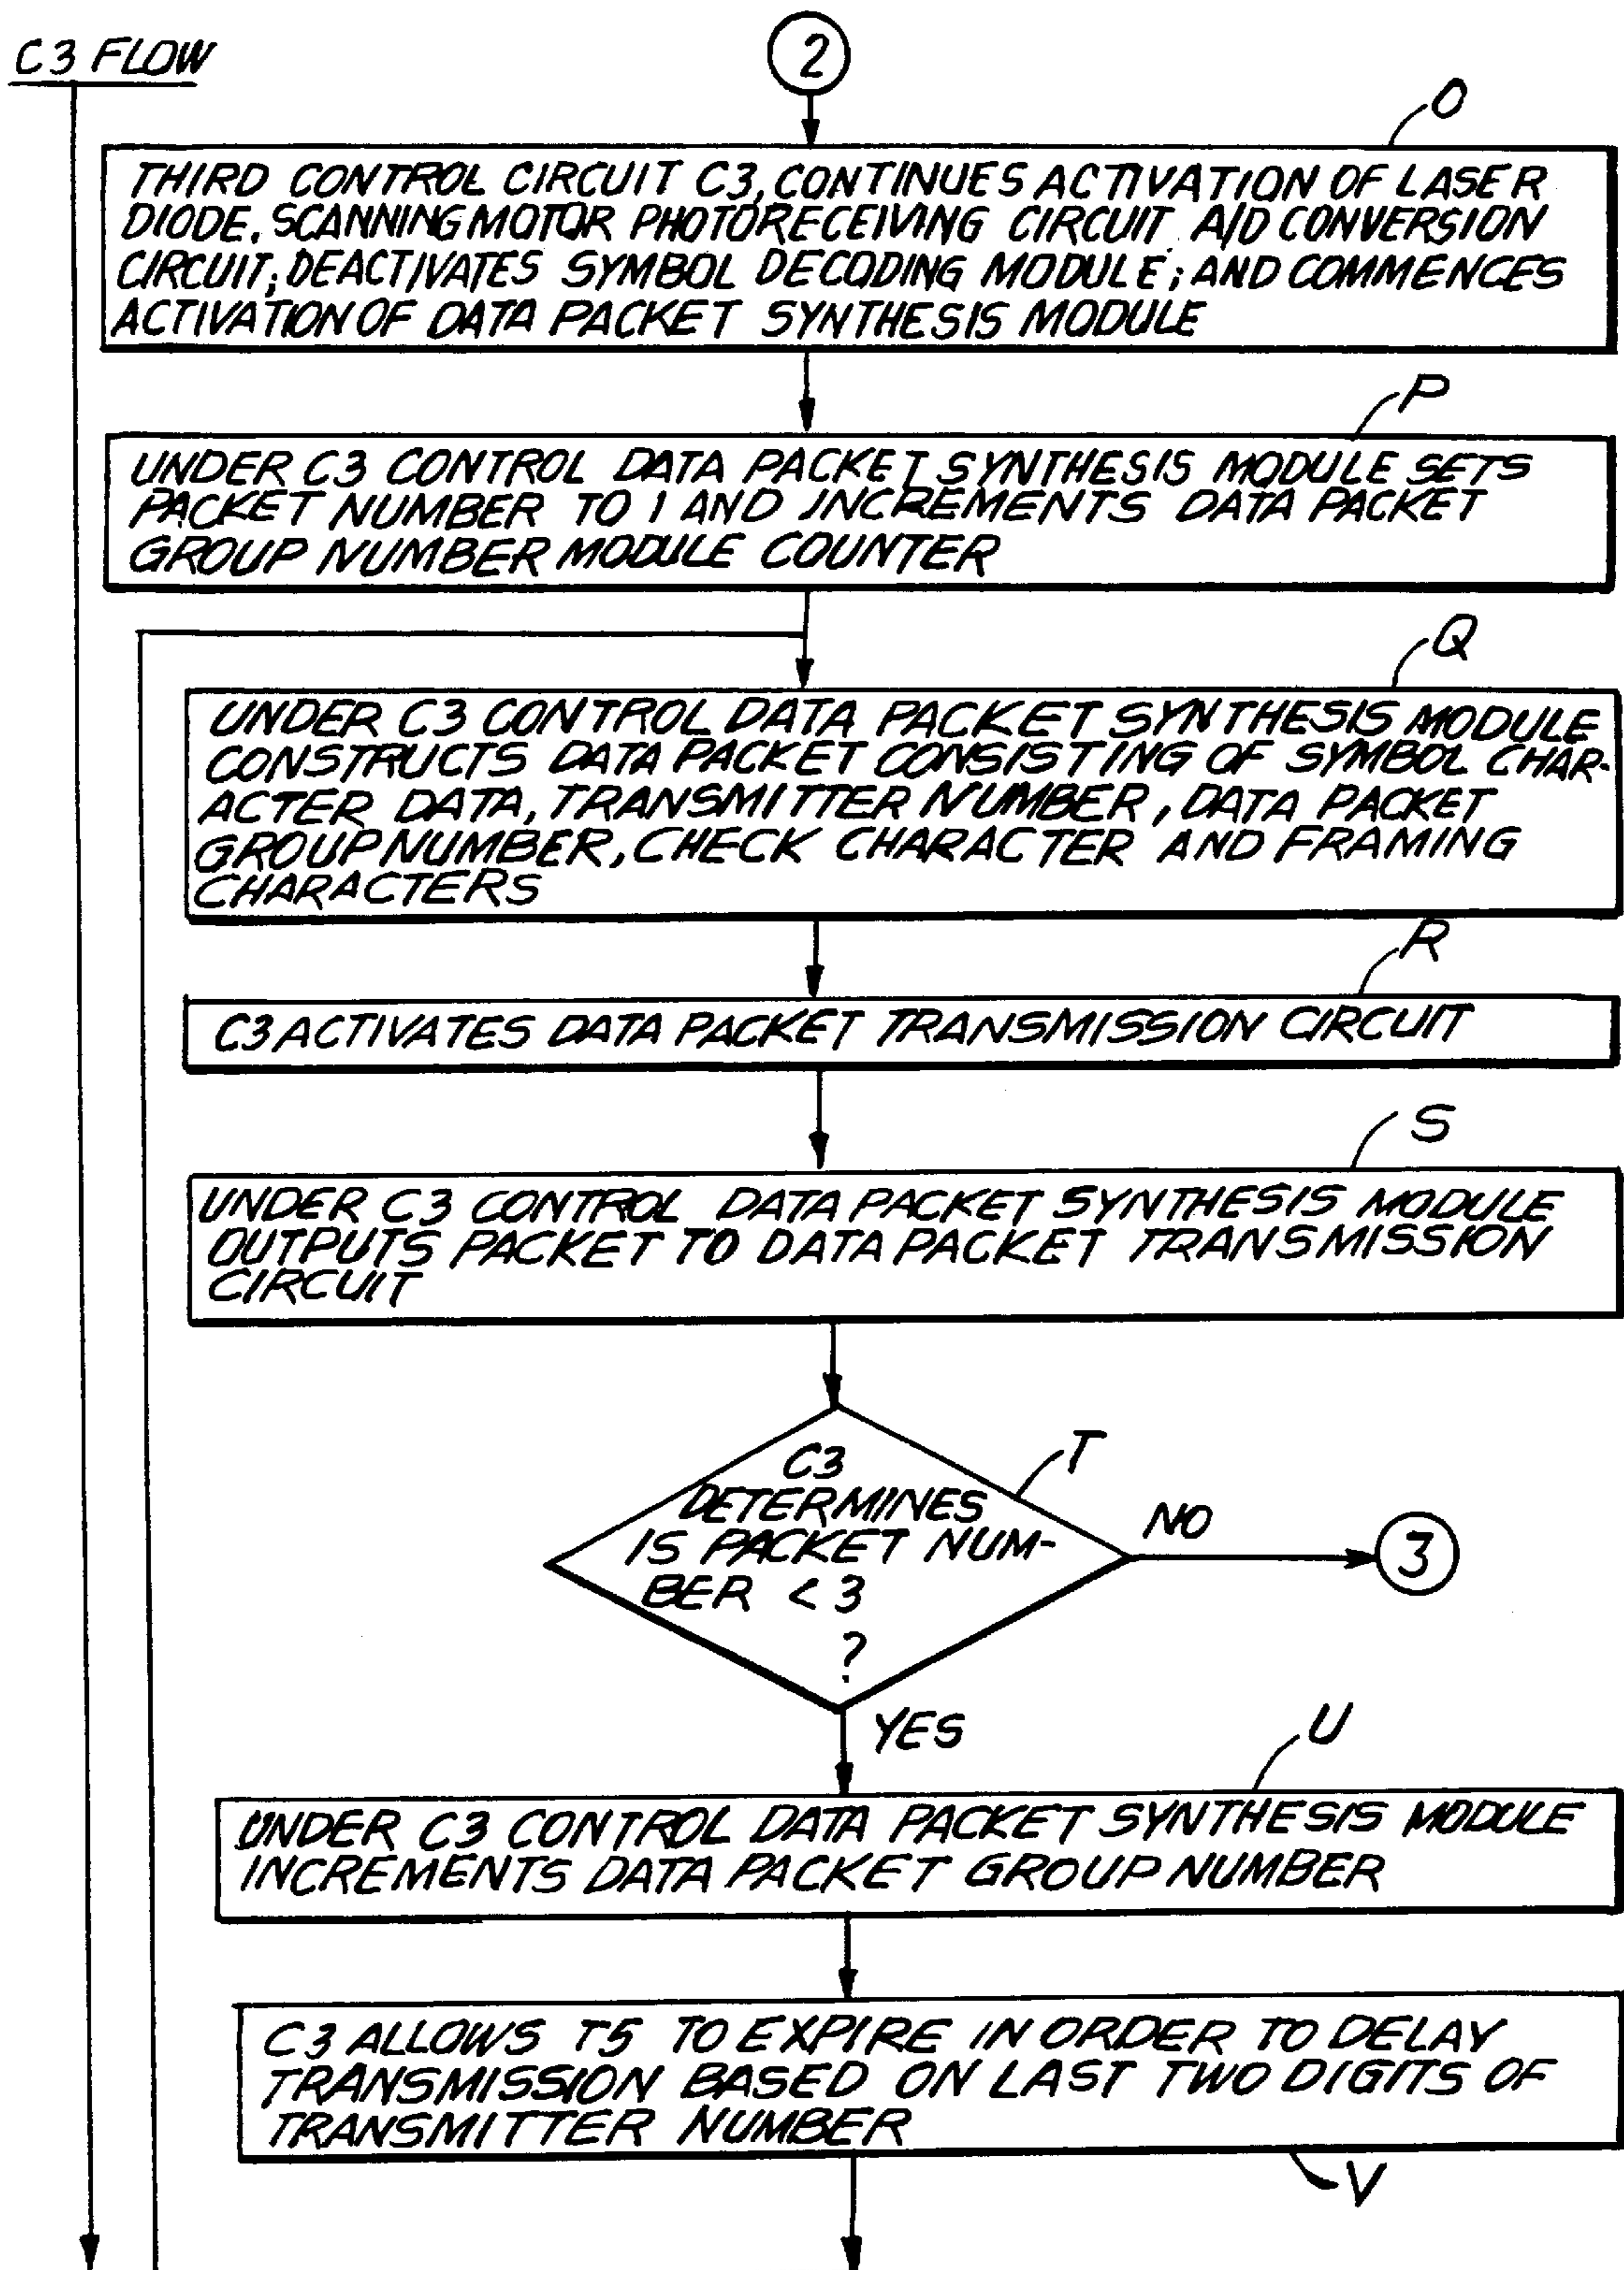 C3 FLOW
2
O
THIRD CONTROL CIRCUIT C3, CONTINUES ACTIVATION OF LASER
DIODE, SCANNING MOTOR PHOTORECEIVING CIRCUIT A/D CONVERSION
CIRCUIT; DEACTIVATES SYMBOL DECODING MODULE; AND COMMENCES
ACTIVATION OF DATA PACKET SYNTHESIS MODULE
P
UNDER C3 CONTROL DATA PACKET SYNTHESIS MODULE SETS
PACKET NUMBER TO 1 AND INCREMENTS DATA PACKET
GROUP NUMBER MODULE COUNTER
Q
UNDER C3 CONTROL DATA PACKET SYNTHESIS MODULE
CONSTRUCTS DATA PACKET CONSISTING OF SYMBOL CHAR-
ACTER DATA, TRANSMITTER NUMBER, DATA PACKET
GROUP NUMBER, CHECK CHARACTER AND FRAMING
CHARACTERS
R
C3 ACTIVATES DATA PACKET TRANSMISSION CIRCUIT
S
UNDER C3 CONTROL DATA PACKET SYNTHESIS MODULE
OUTPUTS PACKET TO DATA PACKET TRANSMISSION
CIRCUIT
T
C3
DETERMINES
IS PACKET NUM-
BER < 3
?
NO
3
YES
U
UNDER C3 CONTROL DATA PACKET SYNTHESIS MODULE
INCREMENTS DATA PACKET GROUP NUMBER
C3 ALLOWS T5 TO EXPIRE IN ORDER TO DELAY
TRANSMISSION BASED ON LAST TWO DIGITS OF
TRANSMITTER NUMBER
V